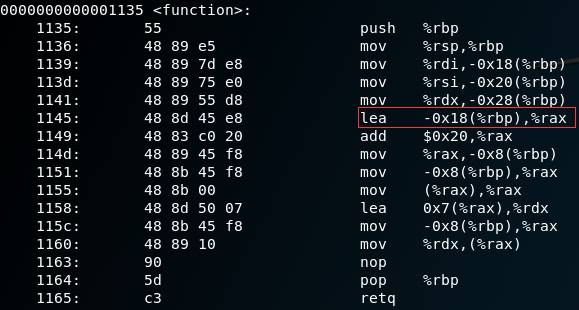 0000000000001135 <function>:
1135: 55 push %rbp
1136: 48 89 e5 mov %rsp,%rbp
1139: 48 89 7d e8 mov %rdi,-0x18(%rbp)
113d: 48 89 75 e0 mov %rsi,-0x20(%rbp)
1141: 48 89 55 d8 mov %rdx,-0x28(%rbp)
1145: 48 8d 45 e8 lea -0x18(%rbp),%rax
1149: 48 83 c0 20 add $0x20,%rax
114d: 48 89 45 f8 mov %rax,-0x8(%rbp)
1151: 48 8b 45 f8 mov -0x8(%rbp),%rax
1155: 48 8b 00 mov (%rax),%rax
1158: 48 8d 50 07 lea 0x7(%rax),%rdx
115c: 48 8b 45 f8 mov -0x8(%rbp),%rax
1160: 48 89 10 mov %rdx,(%rax)
1163: 90 nop
1164: 5d pop %rbp
1165: c3 retq